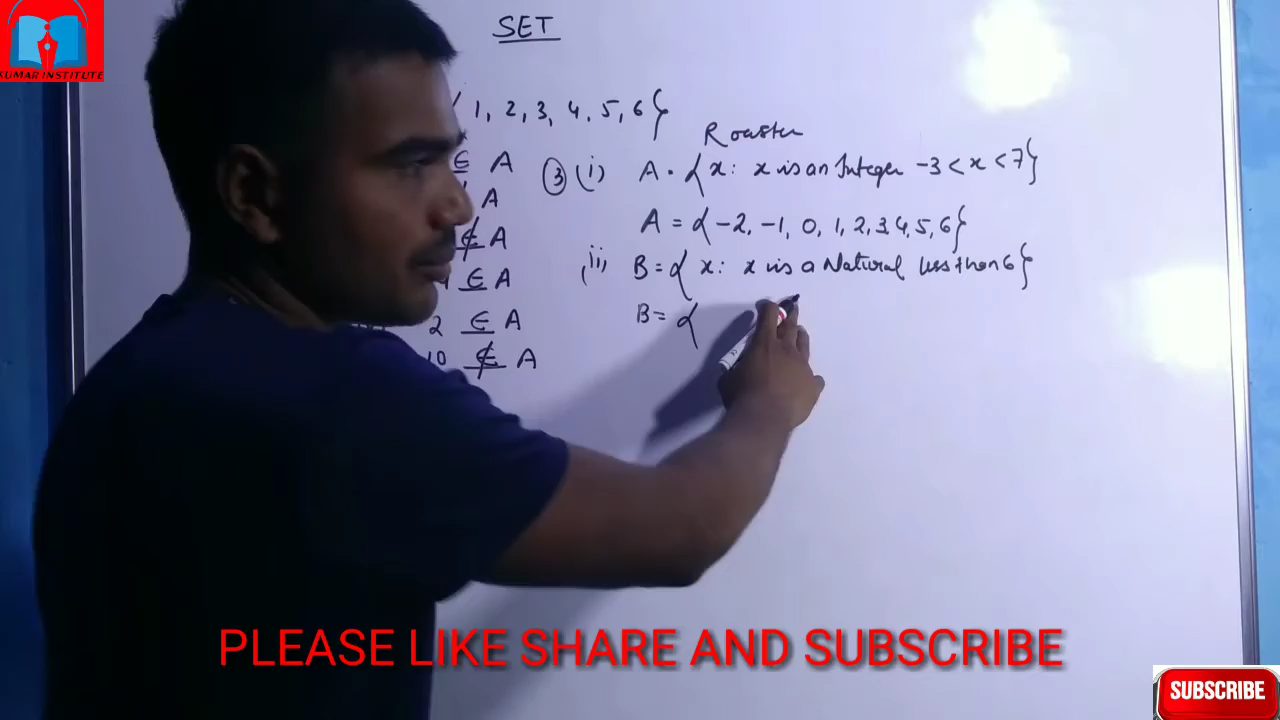 KUMAR INSTITUTE
SET
1, 2, 3, 4, 5, 6}
∈ A
A
∉ A
∈ A
2 ∈ A
10 ∉ A
Roaster
③ (i) A = { x : x is an Integer -3 < x < 7}
A = { -2, -1, 0, 1, 2, 3, 4, 5, 6}
(ii) B = { x : x is a Natural less than 6}
B = {
PLEASE LIKE SHARE AND SUBSCRIBE
SUBSCRIBE